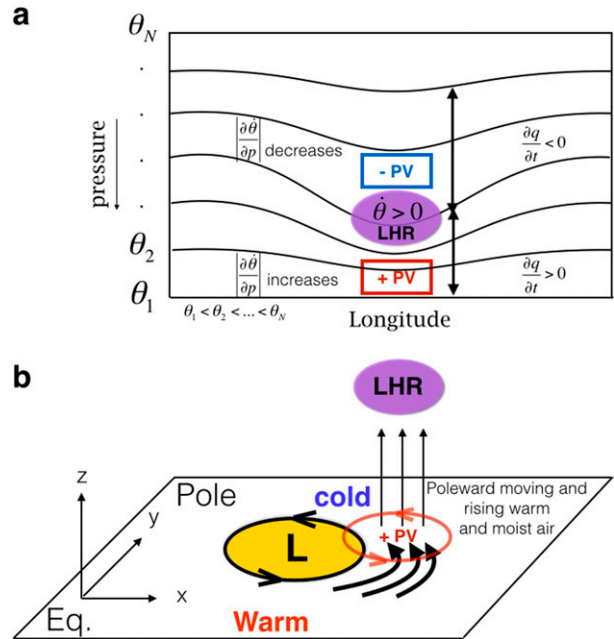 a
θ_N
|∂θ̇/∂p| decreases
∂q/∂t < 0
- PV
pressure
θ̇ > 0
LHR
θ_2
|∂θ̇/∂p| increases
+ PV
∂q/∂t > 0
θ_1
θ_1 < θ_2 < ... < θ_N
Longitude
b
LHR
z
Pole
cold
Poleward moving and
rising warm
and moist air
y
+ PV
L
x
Eq.
Warm